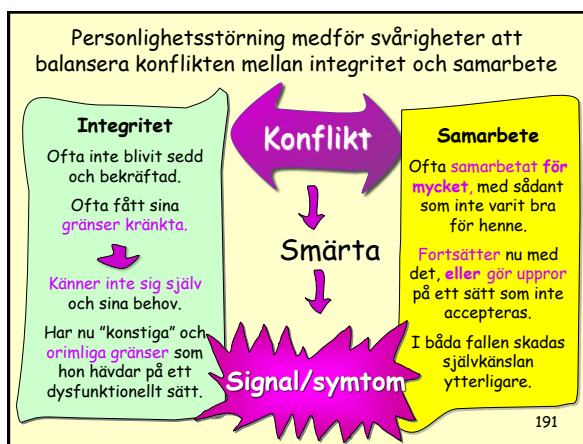 Personlighetsstörning medför svårigheter att
balansera konflikten mellan integritet och samarbete
Integritet
Ofta inte blivit sedd
och bekräftad.
Ofta fått sina
gränser kränkta.
Känner inte sig själv
och sina behov.
Har nu "konstiga" och
orimliga gränser som
hon hävdar på ett
dysfunktionellt sätt.
Konflikt
Smärta
Signal/symtom
Samarbete
Ofta samarbetat för
mycket, med sådant
som inte varit bra
för henne.
Fortsätter nu med
det, eller gör uppror
på ett sätt som inte
accepteras.
I båda fallen skadas
självkänslan
ytterligare.
191